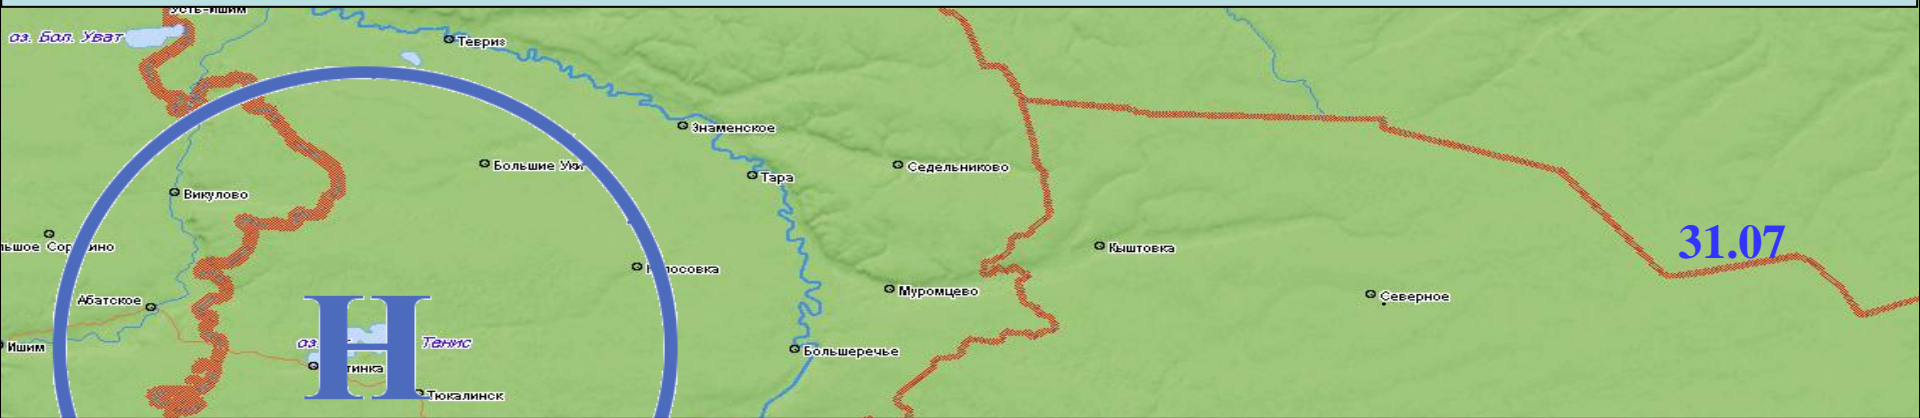 Усть-Ишим
оз. Бол. Уват
Тевриз
Знаменское
Большие Уки
Седельниково
Тара
Викулово
31.07
Кыштовка
Муромцево
Северное
Абатское
Н
оз.
Тенис
Ишим
Большеречье
Тюкалинск